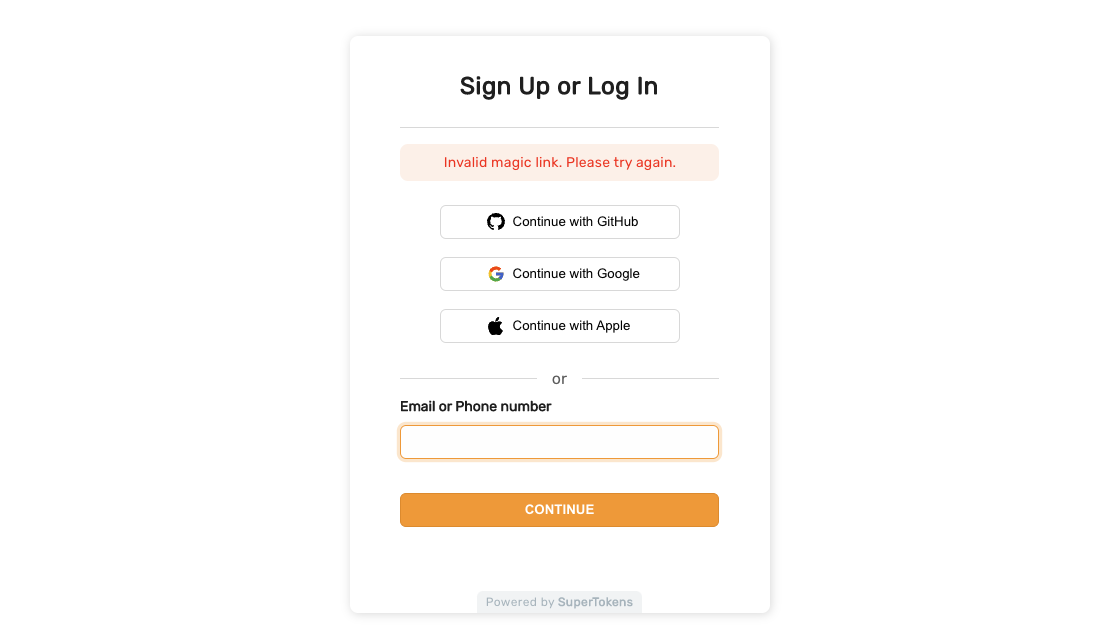 Sign Up or Log In
Invalid magic link. Please try again.
Continue with GitHub
Continue with Google
Continue with Apple
or
Email or Phone number
CONTINUE
Powered by SuperTokens